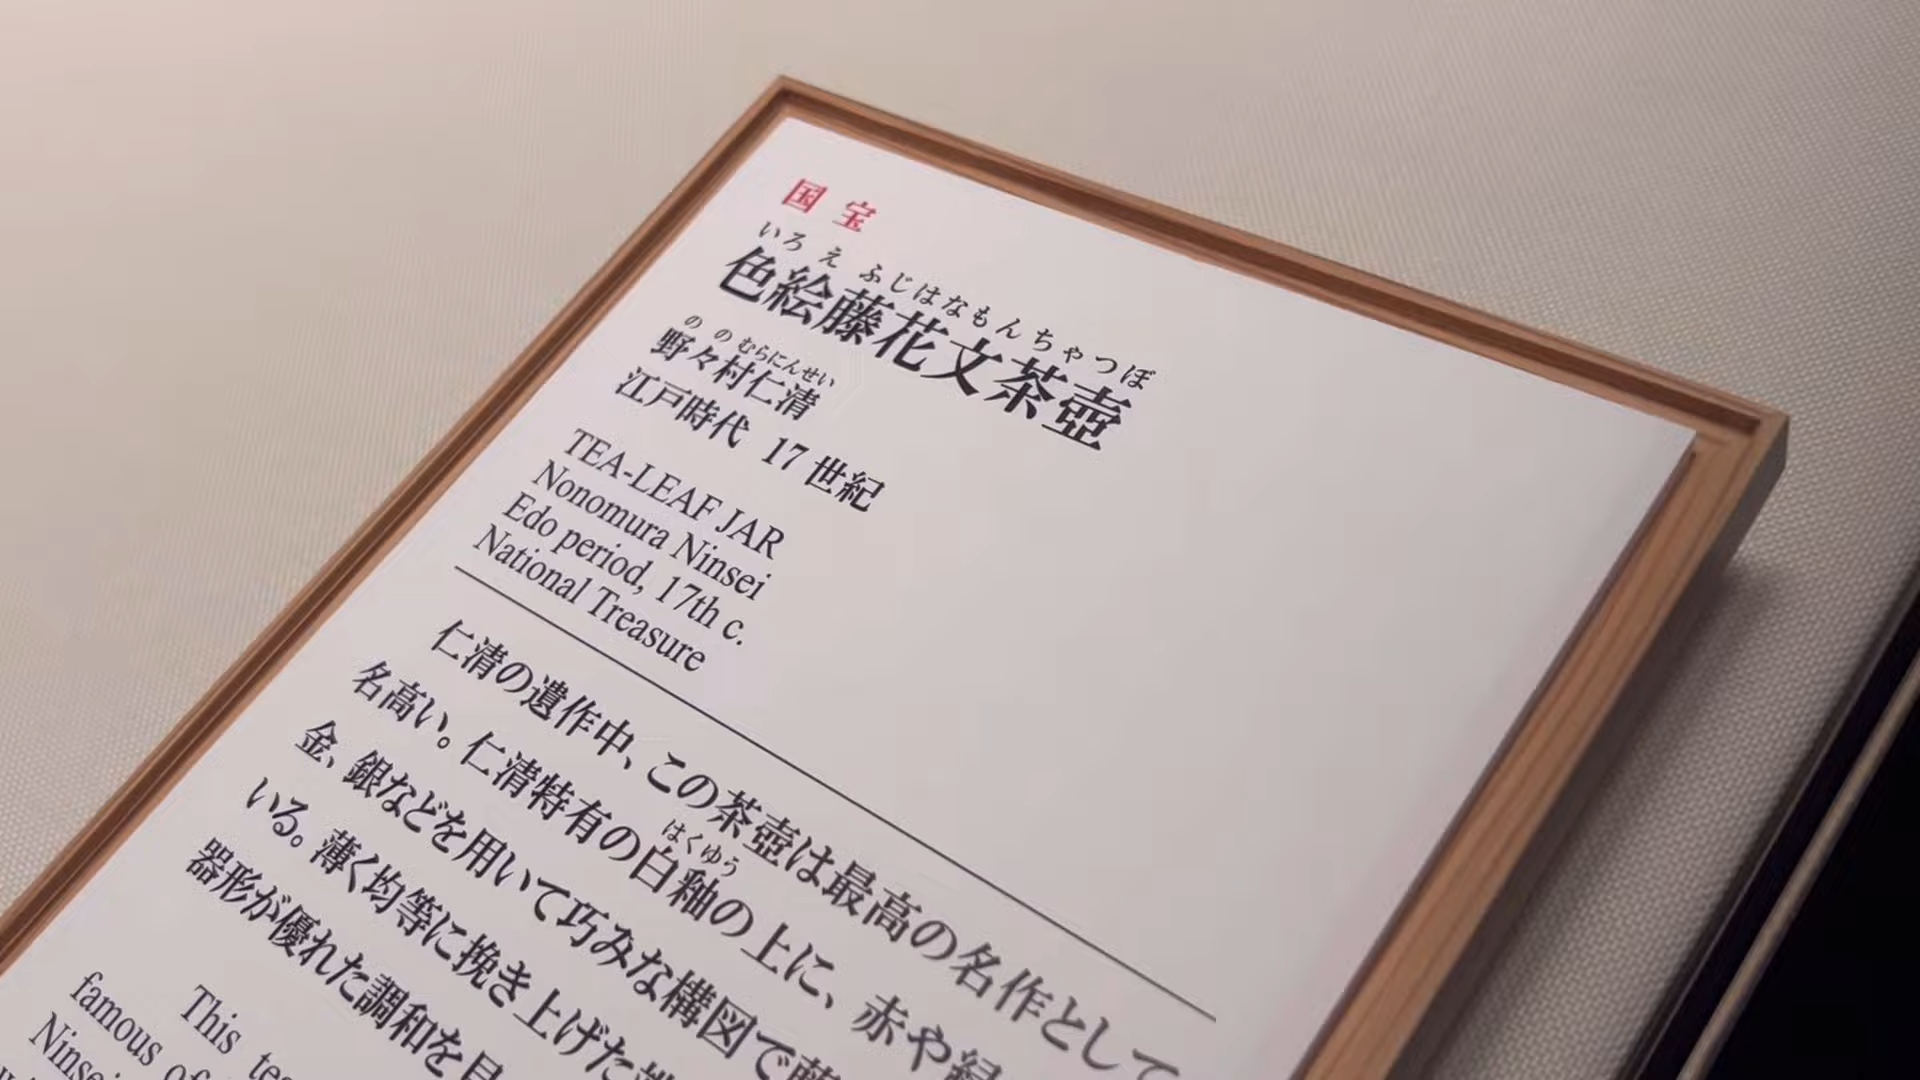 国宝
いろえふじはなもんちゃつぼ
色絵藤花文茶壺
ののむらにんせい
野々村仁清
江戸時代 17世紀
TEA-LEAF JAR
Nonomura Ninsei
Edo period, 17th c.
National Treasure
仁清の遺作中、この茶壺は最高の名作として
はくゆう
名高い。仁清特有の白釉の上に、赤や緑
金、銀などを用いて巧みな構図で藤
いる。薄く均等に挽き上げた
器形が優れた調和を見
This
famous of